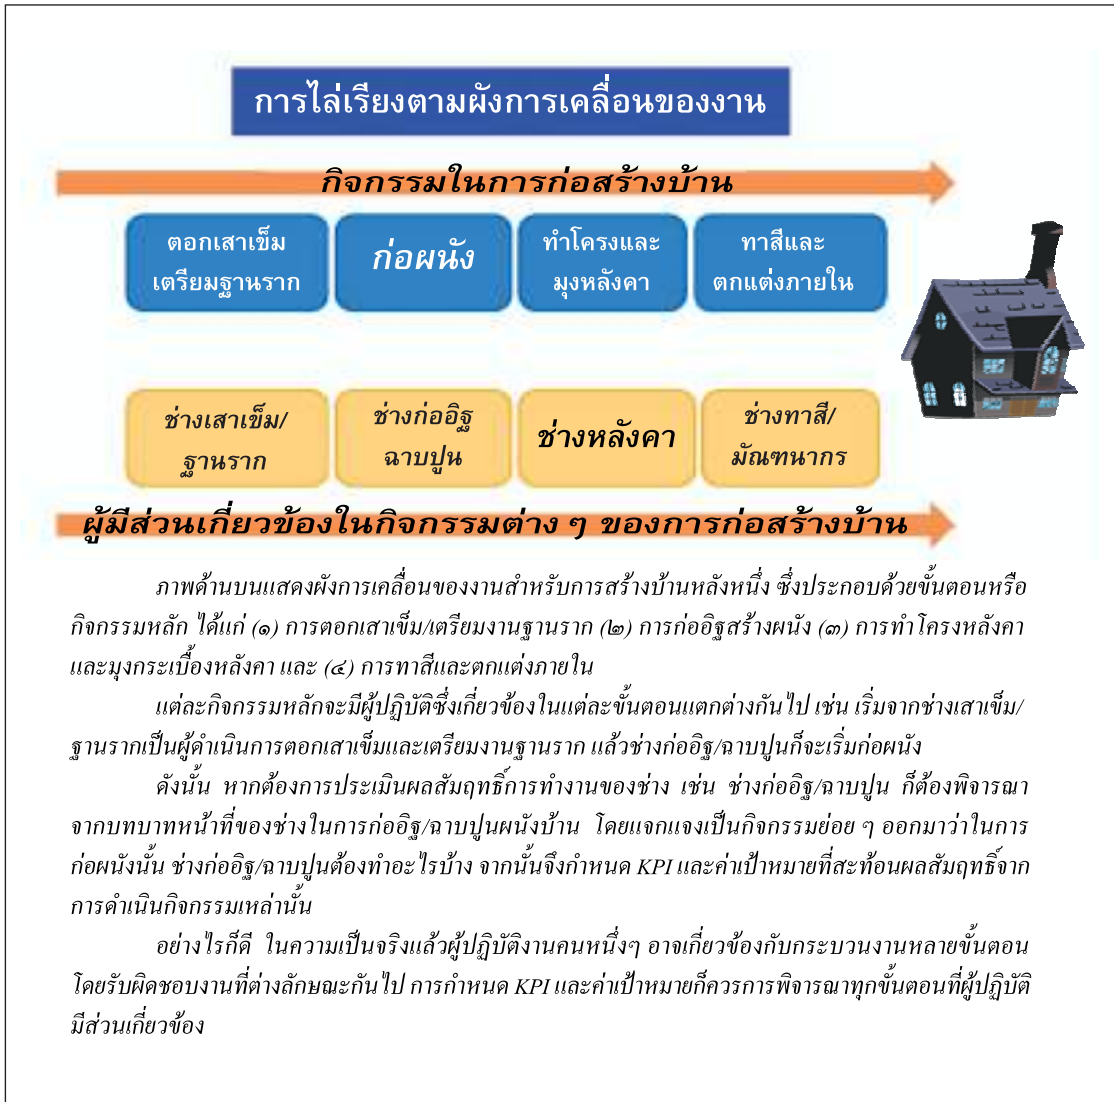 การไล่เรียงตามผังการเคลื่อนของงาน
กิจกรรมในการก่อสร้างบ้าน
ตอกเสาเข็ม
เตรียมฐานราก
ก่อผนัง
ทำโครงและ
มุงหลังคา
ทาสีและ
ตกแต่งภายใน
ช่างเสาเข็ม/
ฐานราก
ช่างก่ออิฐ
ฉาบปูน
ช่างหลังคา
ช่างทาสี/
มัณฑนากร
ผู้มีส่วนเกี่ยวข้องในกิจกรรมต่าง ๆ ของการก่อสร้างบ้าน
ภาพด้านบนแสดงผังการเคลื่อนของงานสำหรับการสร้างบ้านหลังหนึ่ง ซึ่งประกอบด้วยขั้นตอนหรือ
กิจกรรมหลัก ได้แก่ (๑) การตอกเสาเข็ม/เตรียมงานฐานราก (๒) การก่ออิฐสร้างผนัง (๓) การทำโครงหลังคา
และมุงกระเบื้องหลังคา และ (๔) การทาสีและตกแต่งภายใน
แต่ละกิจกรรมหลักจะมีผู้ปฏิบัติซึ่งเกี่ยวข้องในแต่ละขั้นตอนแตกต่างกันไป เช่น เริ่มจากช่างเสาเข็ม/
ฐานรากเป็นผู้ดำเนินการตอกเสาเข็มและเตรียมงานฐานราก แล้วช่างก่ออิฐ/ฉาบปูนก็จะเริ่มก่อผนัง
ดังนั้น หากต้องการประเมินผลสัมฤทธิ์การทำงานของช่าง เช่น ช่างก่ออิฐ/ฉาบปูน ก็ต้องพิจารณา
จากบทบาทหน้าที่ของช่างในการก่ออิฐ/ฉาบปูนผนังบ้าน โดยแจกแจงเป็นกิจกรรมย่อย ๆ ออกมาว่าในการ
ก่อผนังนั้น ช่างก่ออิฐ/ฉาบปูนต้องทำอะไรบ้าง จากนั้นจึงกำหนด KPI และค่าเป้าหมายที่สะท้อนผลสัมฤทธิ์จาก
การดำเนินกิจกรรมเหล่านั้น
อย่างไรก็ดี ในความเป็นจริงแล้วผู้ปฏิบัติงานคนหนึ่งๆ อาจเกี่ยวข้องกับกระบวนงานหลายขั้นตอน
โดยรับผิดชอบงานที่ต่างลักษณะกันไป การกำหนด KPI และค่าเป้าหมายก็ควรการพิจารณาทุกขั้นตอนที่ผู้ปฏิบัติ
มีส่วนเกี่ยวข้อง